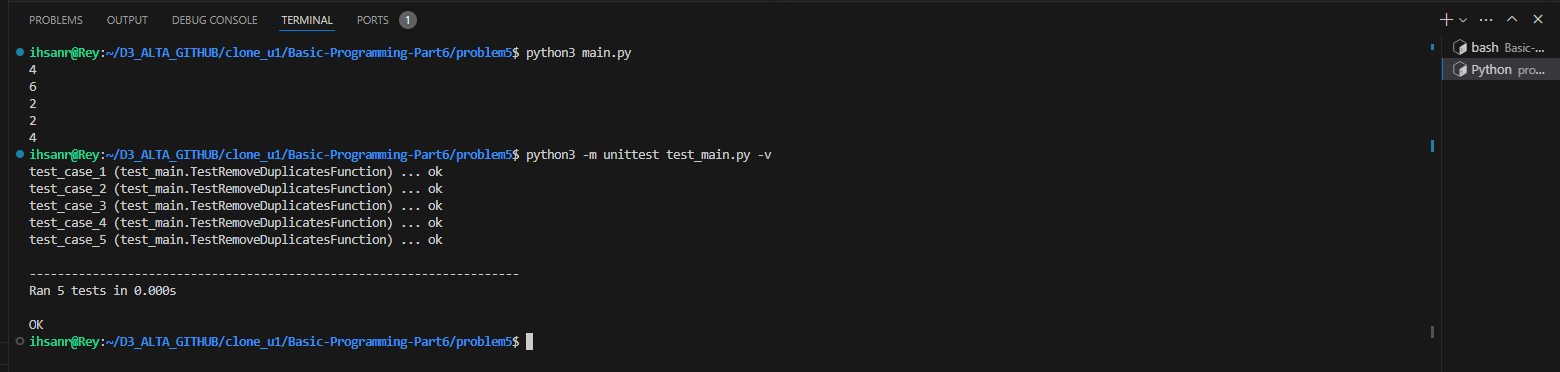 PROBLEMS OUTPUT DEBUG CONSOLE TERMINAL PORTS 1
ihsanr@Rey:~/D3_ALTA_GITHUB/clone_u1/Basic-Programming-Part6/problem5$ python3 main.py
4
6
2
2
4
ihsanr@Rey:~/D3_ALTA_GITHUB/clone_u1/Basic-Programming-Part6/problem5$ python3 -m unittest test_main.py -v
test_case_1 (test_main.TestRemoveDuplicatesFunction) ... ok
test_case_2 (test_main.TestRemoveDuplicatesFunction) ... ok
test_case_3 (test_main.TestRemoveDuplicatesFunction) ... ok
test_case_4 (test_main.TestRemoveDuplicatesFunction) ... ok
test_case_5 (test_main.TestRemoveDuplicatesFunction) ... ok
----------------------------------------------------------------------
Ran 5 tests in 0.000s
OK
ihsanr@Rey:~/D3_ALTA_GITHUB/clone_u1/Basic-Programming-Part6/problem5$
bash Basic-...
Python pro...